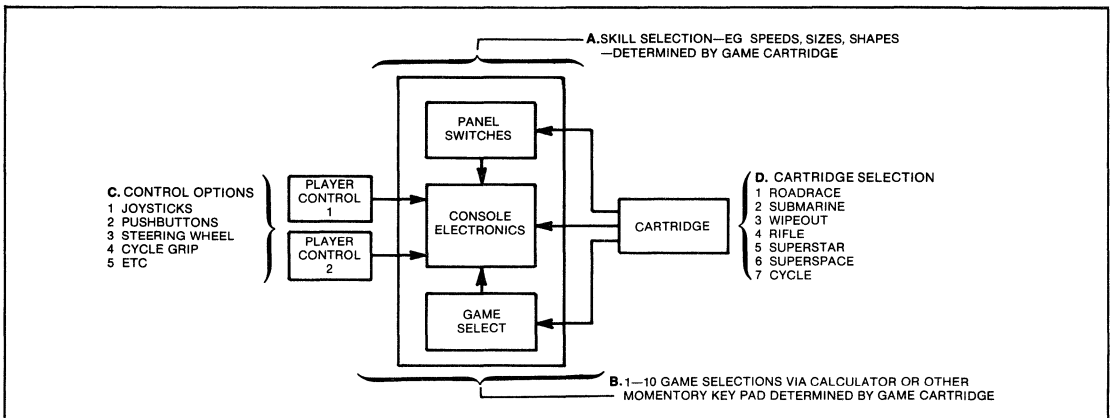 A. SKILL SELECTION—EG SPEEDS, SIZES, SHAPES
—DETERMINED BY GAME CARTRIDGE
PANEL
SWITCHES
C. CONTROL OPTIONS
1 JOYSTICKS
2 PUSHBUTTONS
3 STEERING WHEEL
4 CYCLE GRIP
5 ETC
PLAYER
CONTROL
1
PLAYER
CONTROL
2
CONSOLE
ELECTRONICS
CARTRIDGE
D. CARTRIDGE SELECTION
1 ROADRACE
2 SUBMARINE
3 WIPEOUT
4 RIFLE
5 SUPERSTAR
6 SUPERSPACE
7 CYCLE
GAME
SELECT
B. 1—10 GAME SELECTIONS VIA CALCULATOR OR OTHER
MOMENTORY KEY PAD DETERMINED BY GAME CARTRIDGE